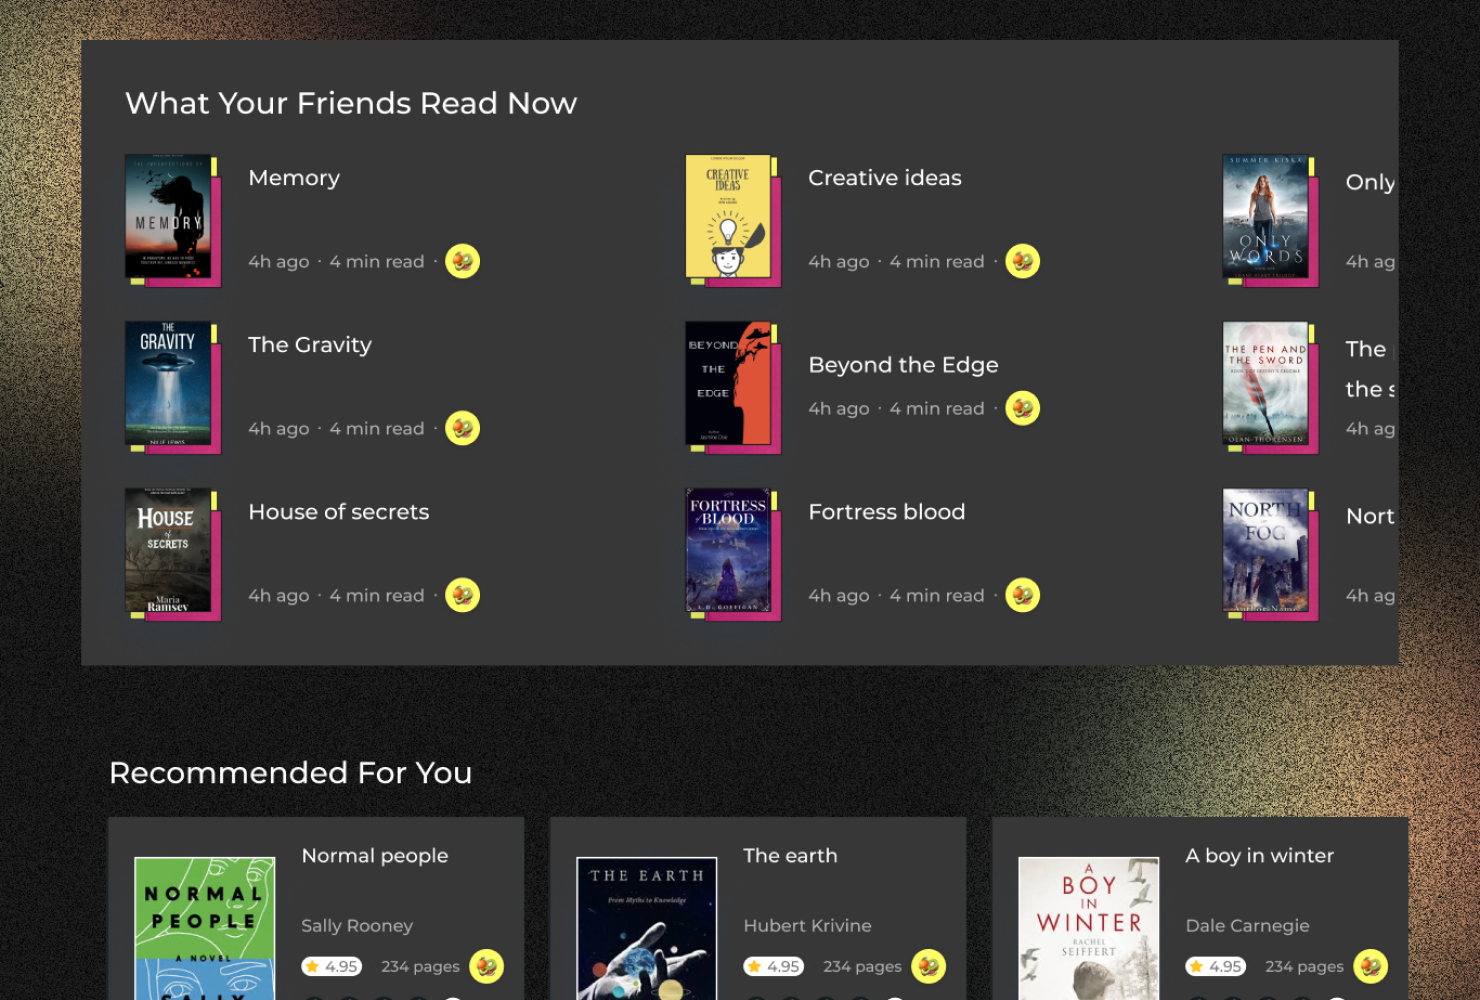 What Your Friends Read Now
MEMORY
Memory
4h ago · 4 min read ·
CREATIVE
IDEAS
Creative ideas
4h ago · 4 min read ·
SUMMER KISKA
ONLY
WORDS
Only
4h ag
THE
GRAVITY
The Gravity
4h ago · 4 min read ·
BEYOND
THE
EDGE
Beyond the Edge
4h ago · 4 min read ·
THE PEN AND
THE SWORD
OLAN THORENSEN
The
the s
4h ag
HOUSE
of
SECRETS
Maria
Ramsey
House of secrets
4h ago · 4 min read ·
FORTRESS
of BLOOD
Fortress blood
4h ago · 4 min read ·
NORTH
FOG
Author Name
Nort
4h ag
Recommended For You
NORMAL
PEOPLE
A NOVEL
SALLY
Normal people
Sally Rooney
4.95 234 pages
THE EARTH
From Myths to Knowledge
The earth
Hubert Krivine
4.95 234 pages
A
BOY
IN
WINTER
RACHEL
SEIFFERT
A boy in winter
Dale Carnegie
4.95 234 pages